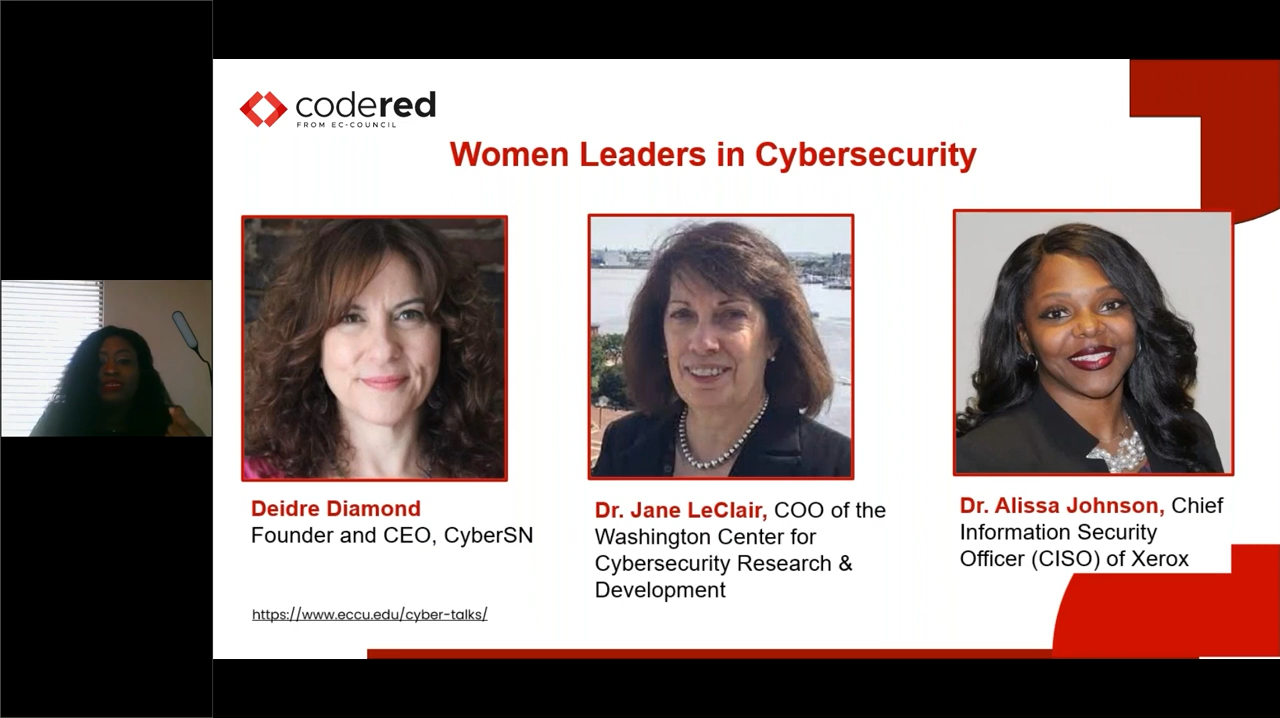 codered
FROM EC-COUNCIL
Women Leaders in Cybersecurity
Deidre Diamond
Founder and CEO, CyberSN
Dr. Jane LeClair, COO of the
Washington Center for
Cybersecurity Research &
Development
Dr. Alissa Johnson, Chief
Information Security
Officer (CISO) of Xerox
https://www.eccu.edu/cyber-talks/